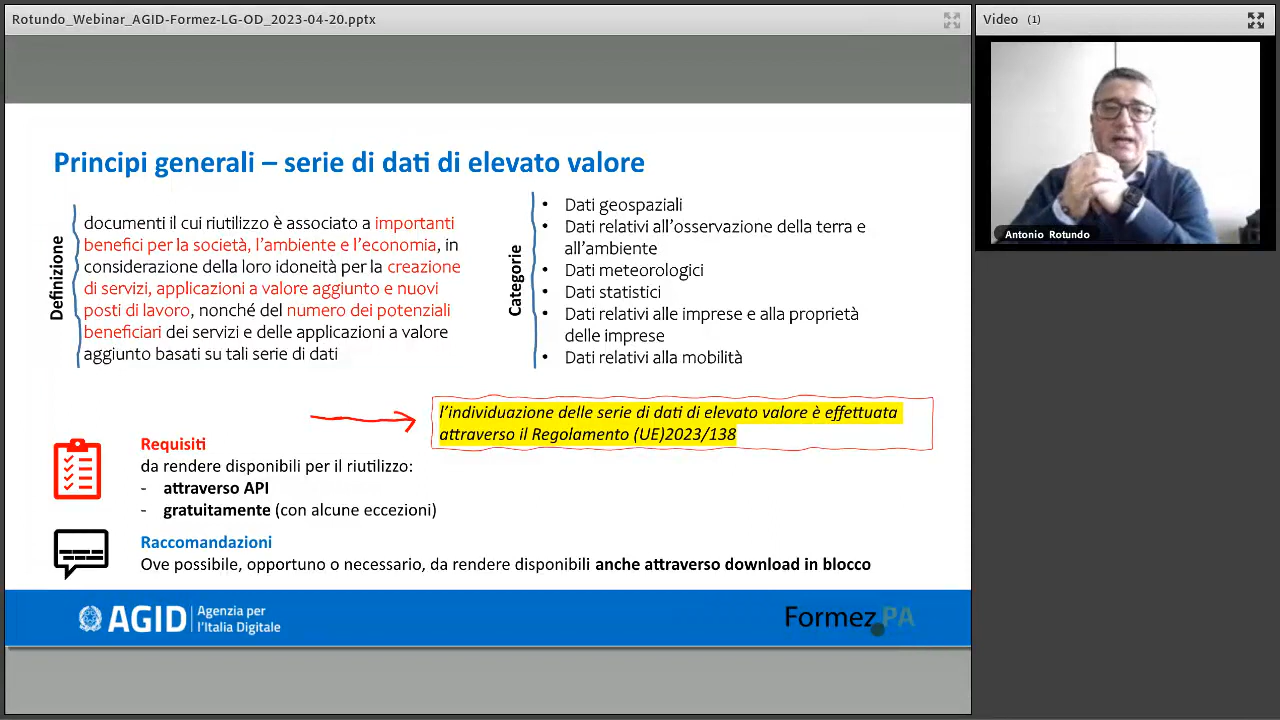 Rotundo_Webinar_AGID-Formez-LG-OD_2023-04-20.pptx
Video (1)
Antonio Rotundo
Principi generali – serie di dati di elevato valore
Definizione
documenti il cui riutilizzo è associato a importanti
benefici per la società, l’ambiente e l’economia, in
considerazione della loro idoneità per la creazione
di servizi, applicazioni a valore aggiunto e nuovi
posti di lavoro, nonché del numero dei potenziali
beneficiari dei servizi e delle applicazioni a valore
aggiunto basati su tali serie di dati
Categorie
• Dati geospaziali
• Dati relativi all’osservazione della terra e
all’ambiente
• Dati meteorologici
• Dati statistici
• Dati relativi alle imprese e alla proprietà
delle imprese
• Dati relativi alla mobilità
l’individuazione delle serie di dati di elevato valore è effettuata
attraverso il Regolamento (UE)2023/138
Requisiti
da rendere disponibili per il riutilizzo:
- attraverso API
- gratuitamente (con alcune eccezioni)
Raccomandazioni
Ove possibile, opportuno o necessario, da rendere disponibili anche attraverso download in blocco
AGID
Agenzia per
l’Italia Digitale
Formez PA